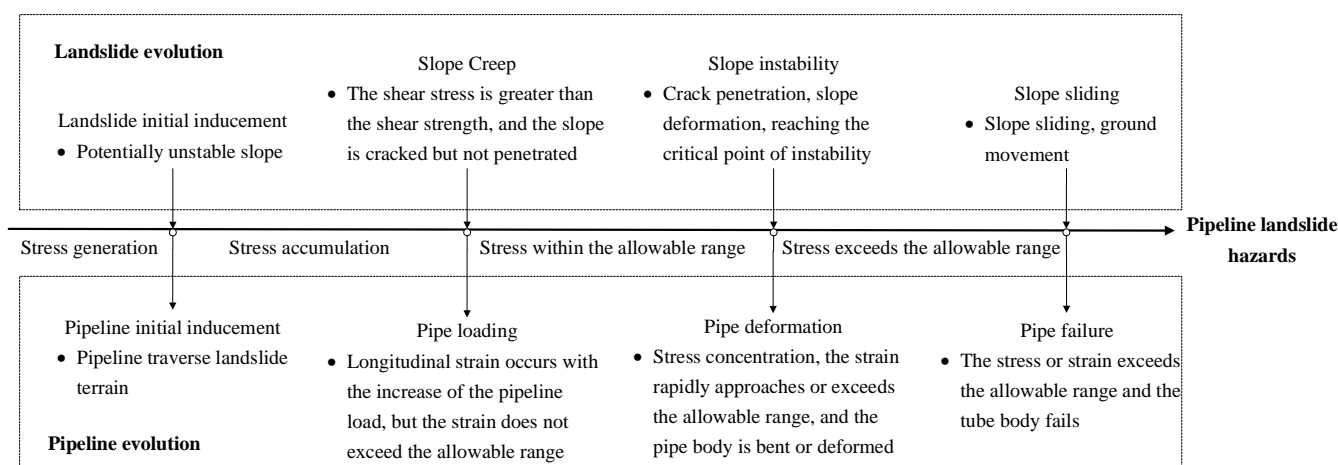 Landslide evolution
Landslide initial inducement
• Potentially unstable slope
Slope Creep
• The shear stress is greater than
the shear strength, and the slope
is cracked but not penetrated
Slope instability
• Crack penetration, slope
deformation, reaching the
critical point of instability
Slope sliding
• Slope sliding, ground
movement
Stress generation
Stress accumulation
Stress within the allowable range
Stress exceeds the allowable range
Pipeline landslide
hazards
Pipeline initial inducement
• Pipeline traverse landslide
terrain
Pipe loading
• Longitudinal strain occurs with
the increase of the pipeline
load, but the strain does not
exceed the allowable range
Pipe deformation
• Stress concentration, the strain
rapidly approaches or exceeds
the allowable range, and the
pipe body is bent or deformed
Pipe failure
• The stress or strain exceeds
the allowable range and the
tube body fails
Pipeline evolution